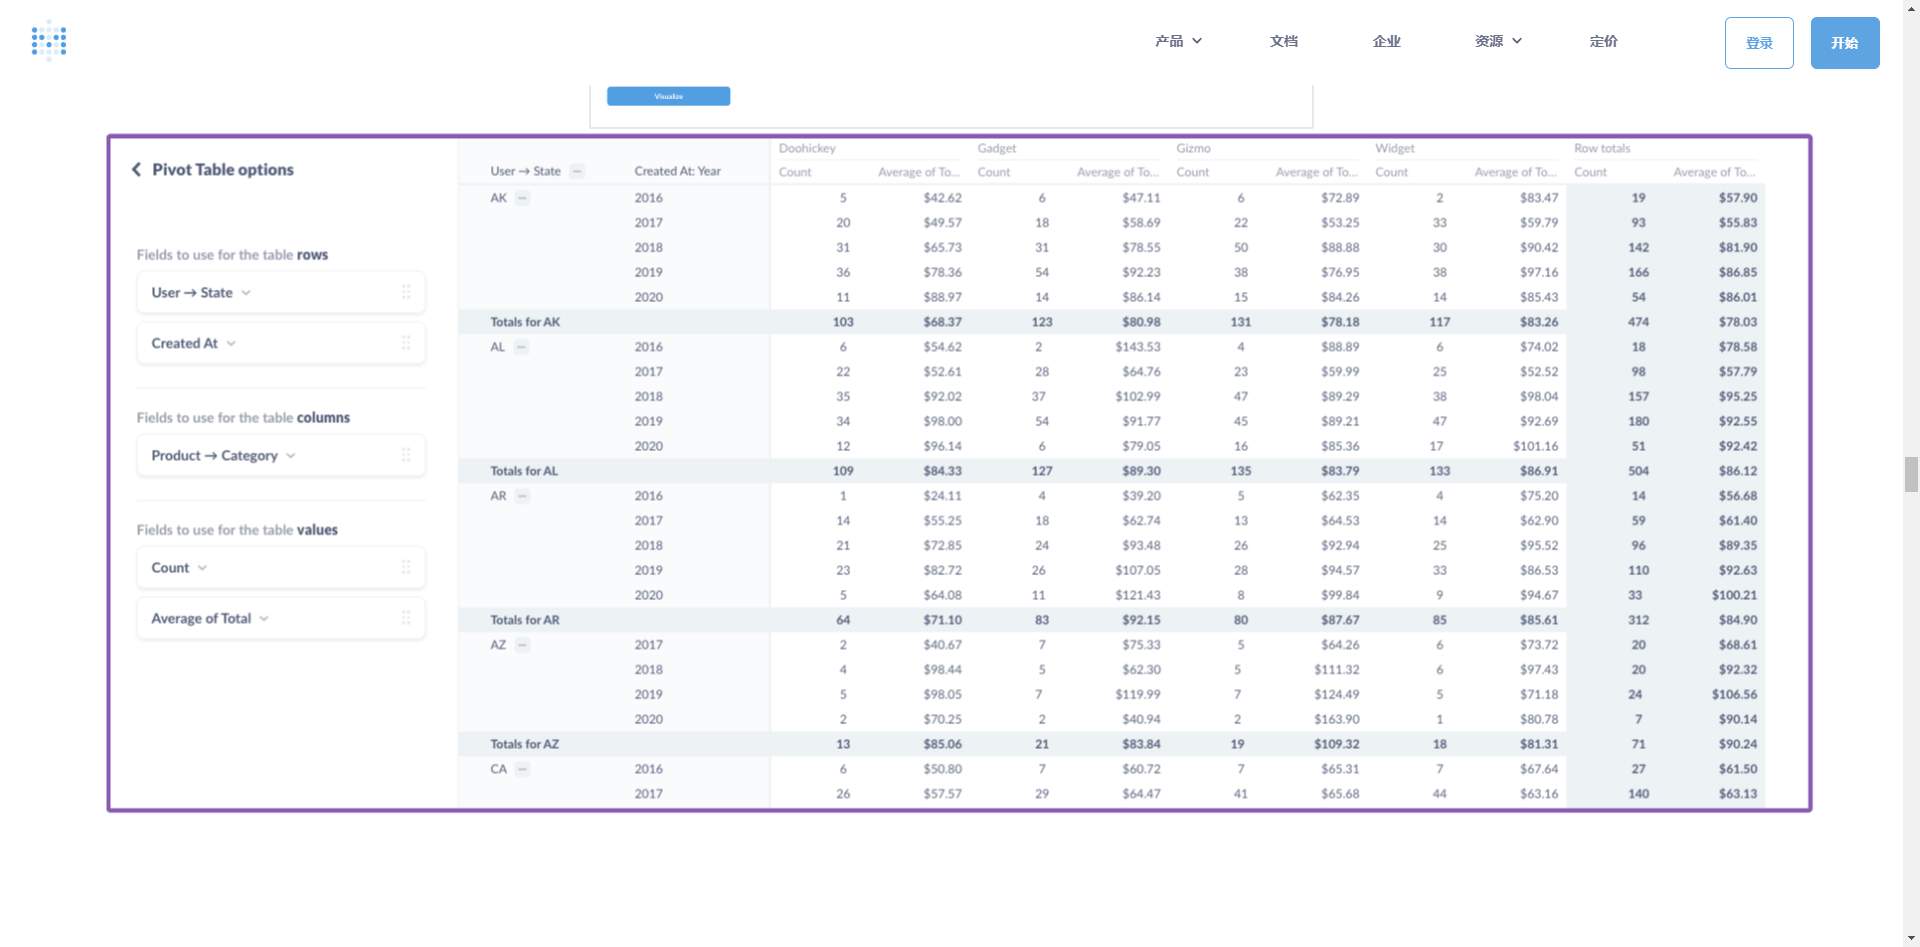 产品 文档 企业 资源 定价 登录 开始
Visualize
Pivot Table options
Fields to use for the table rows
User → State
Created At
Fields to use for the table columns
Product → Category
Fields to use for the table values
Count
Average of Total
Doohickey Gadget Gizmo Widget Row totals
User → State Created At: Year Count Average of To... Count Average of To... Count Average of To... Count Average of To... Count Average of To...
AK 2016 5 $42.62 6 $47.11 6 $72.89 2 $83.47 19 $57.90
2017 20 $49.57 18 $58.69 22 $53.25 33 $59.79 93 $55.83
2018 31 $65.73 31 $78.55 50 $88.88 30 $90.42 142 $81.90
2019 36 $78.36 54 $92.23 38 $76.95 38 $97.16 166 $86.85
2020 11 $88.97 14 $86.14 15 $84.26 14 $85.43 54 $86.01
Totals for AK 103 $68.37 123 $80.98 131 $78.18 117 $83.26 474 $78.03
AL 2016 6 $54.62 2 $143.53 4 $88.89 6 $74.02 18 $78.58
2017 22 $52.61 28 $64.76 23 $59.99 25 $52.52 98 $57.79
2018 35 $92.02 37 $102.99 47 $89.29 38 $98.04 157 $95.25
2019 34 $98.00 54 $91.77 45 $89.21 47 $92.69 180 $92.55
2020 12 $96.14 6 $79.05 16 $85.36 17 $101.16 51 $92.42
Totals for AL 109 $84.33 127 $89.30 135 $83.79 133 $86.91 504 $86.12
AR 2016 1 $24.11 4 $39.20 5 $62.35 4 $75.20 14 $56.68
2017 14 $55.25 18 $62.74 13 $64.53 14 $62.90 59 $61.40
2018 21 $72.85 24 $93.48 26 $92.94 25 $95.52 96 $89.35
2019 23 $82.72 26 $107.05 28 $94.57 33 $86.53 110 $92.63
2020 5 $64.08 11 $121.43 8 $99.84 9 $94.67 33 $100.21
Totals for AR 64 $71.10 83 $92.15 80 $87.67 85 $85.61 312 $84.90
AZ 2017 2 $40.67 7 $75.33 5 $64.26 6 $73.72 20 $68.61
2018 4 $98.44 5 $62.30 5 $111.32 6 $97.43 20 $92.32
2019 5 $98.05 7 $119.99 7 $124.49 5 $71.18 24 $106.56
2020 2 $70.25 2 $40.94 2 $163.90 1 $80.78 7 $90.14
Totals for AZ 13 $85.06 21 $83.84 19 $109.32 18 $81.31 71 $90.24
CA 2016 6 $50.80 7 $60.72 7 $65.31 7 $67.64 27 $61.50
2017 26 $57.57 29 $64.47 41 $65.68 44 $63.16 140 $63.13